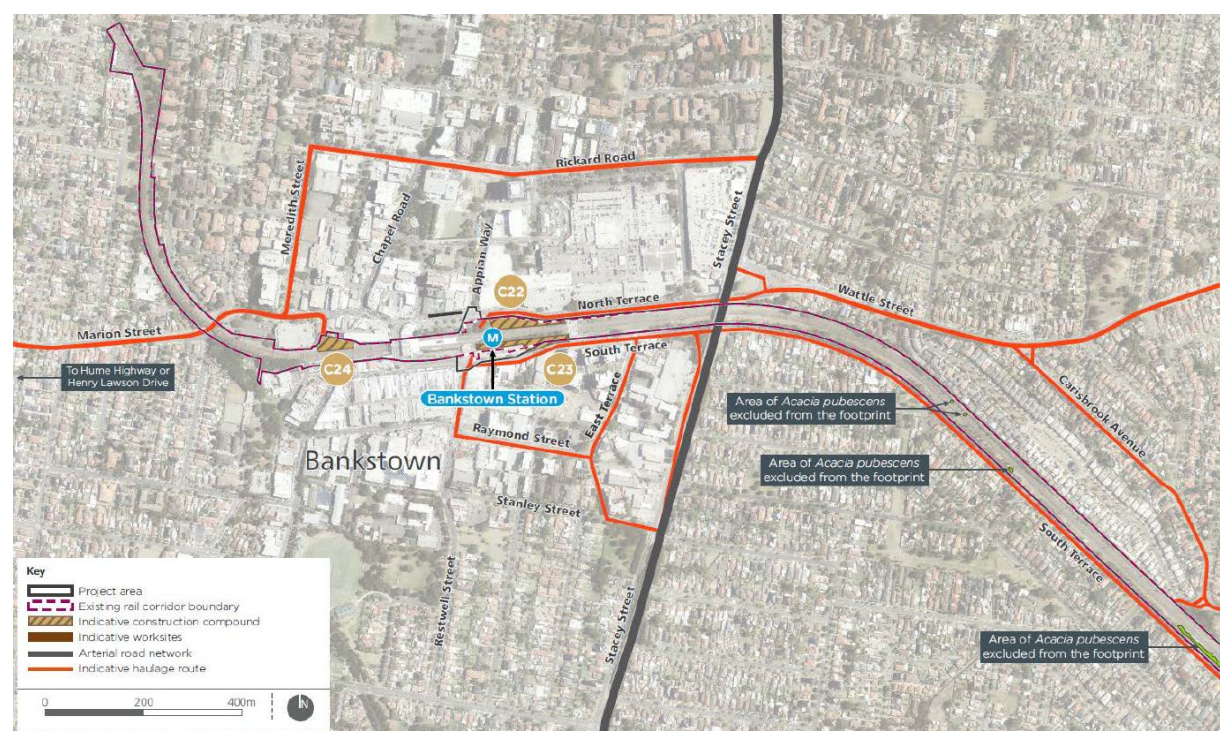 Rickard Road
Meredith Street
Chapel Road
Appian Way
Stacey Street
C22
North Terrace
Wattle Street
Marion Street
M
South Terrace
C24
C23
To Hume Highway or
Henry Lawson Drive
Bankstown Station
East Terrace
Carisbrook Avenue
Area of Acacia pubescens
excluded from the footprint
Raymond Street
Bankstown
Area of Acacia pubescens
excluded from the footprint
Stanley Street
South Terrace
Restwell Street
Stacey Street
Area of Acacia pubescens
excluded from the footprint
Key
Project area
Existing rail corridor boundary
Indicative construction compound
Indicative worksites
Arterial road network
Indicative haulage route
0 200 400m
N